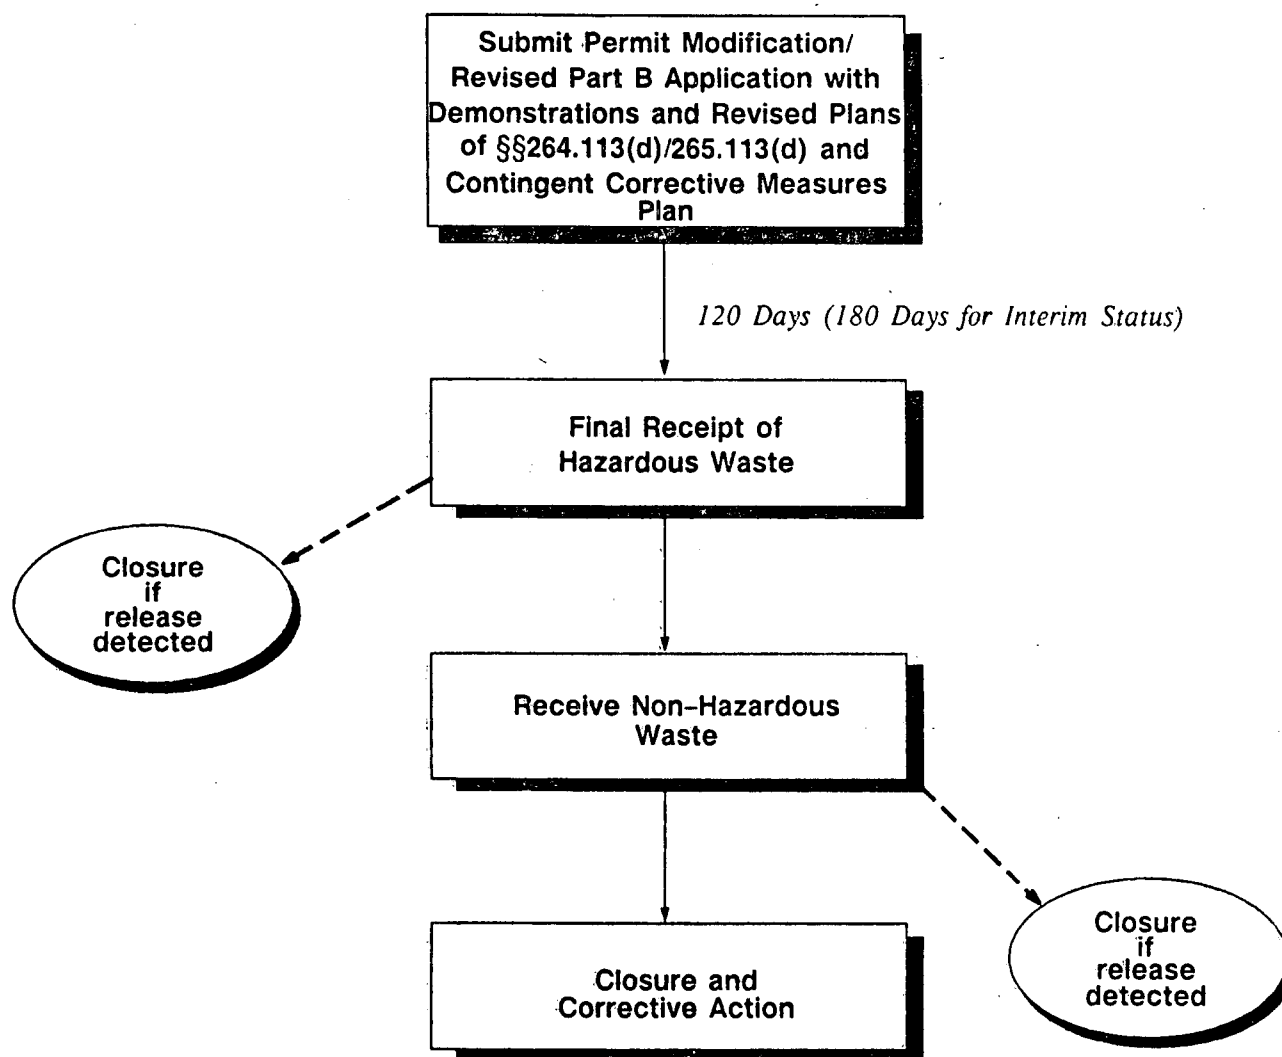 Submit Permit Modification/
Revised Part B Application with
Demonstrations and Revised Plans
of §§264.113(d)/265.113(d) and
Contingent Corrective Measures
Plan
120 Days (180 Days for Interim Status)
Final Receipt of
Hazardous Waste
Closure
if
release
detected
Receive Non-Hazardous
Waste
Closure
if
release
detected
Closure and
Corrective Action